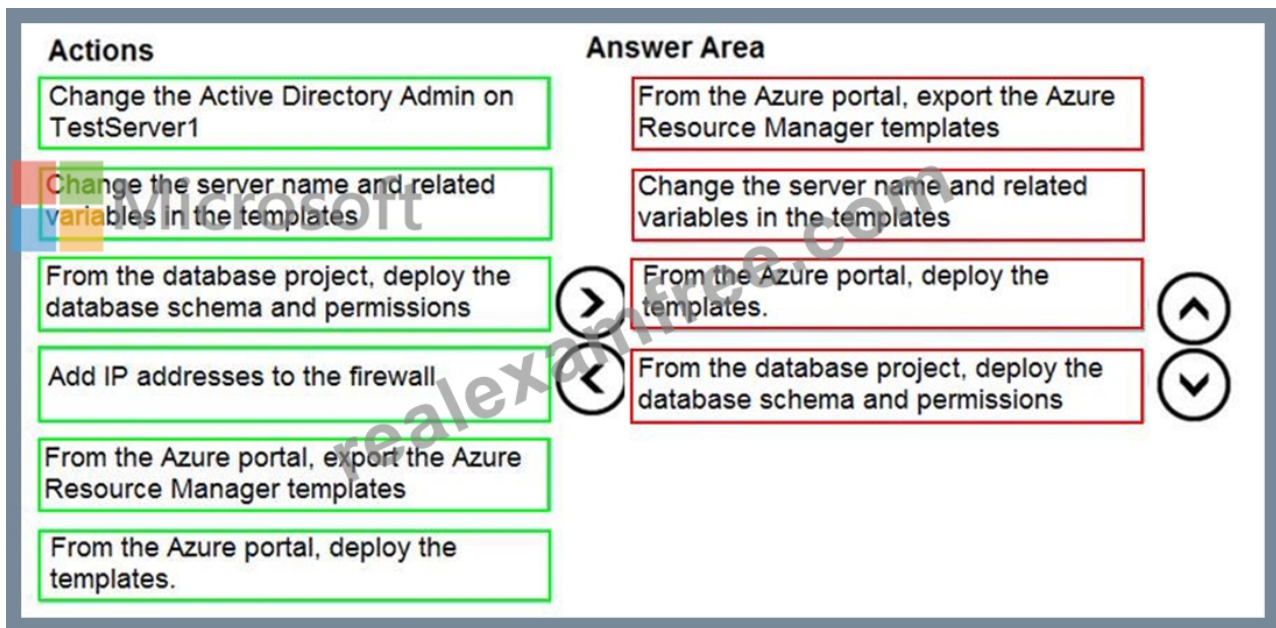 Actions
Change the Active Directory Admin on
TestServer1
Change the server name and related
variables in the templates
From the database project, deploy the
database schema and permissions
Add IP addresses to the firewall
From the Azure portal, export the Azure
Resource Manager templates
From the Azure portal, deploy the
templates.
Answer Area
From the Azure portal, export the Azure
Resource Manager templates
Change the server name and related
variables in the templates
From the Azure portal, deploy the
templates.
From the database project, deploy the
database schema and permissions
Microsoft
realexamfree.com